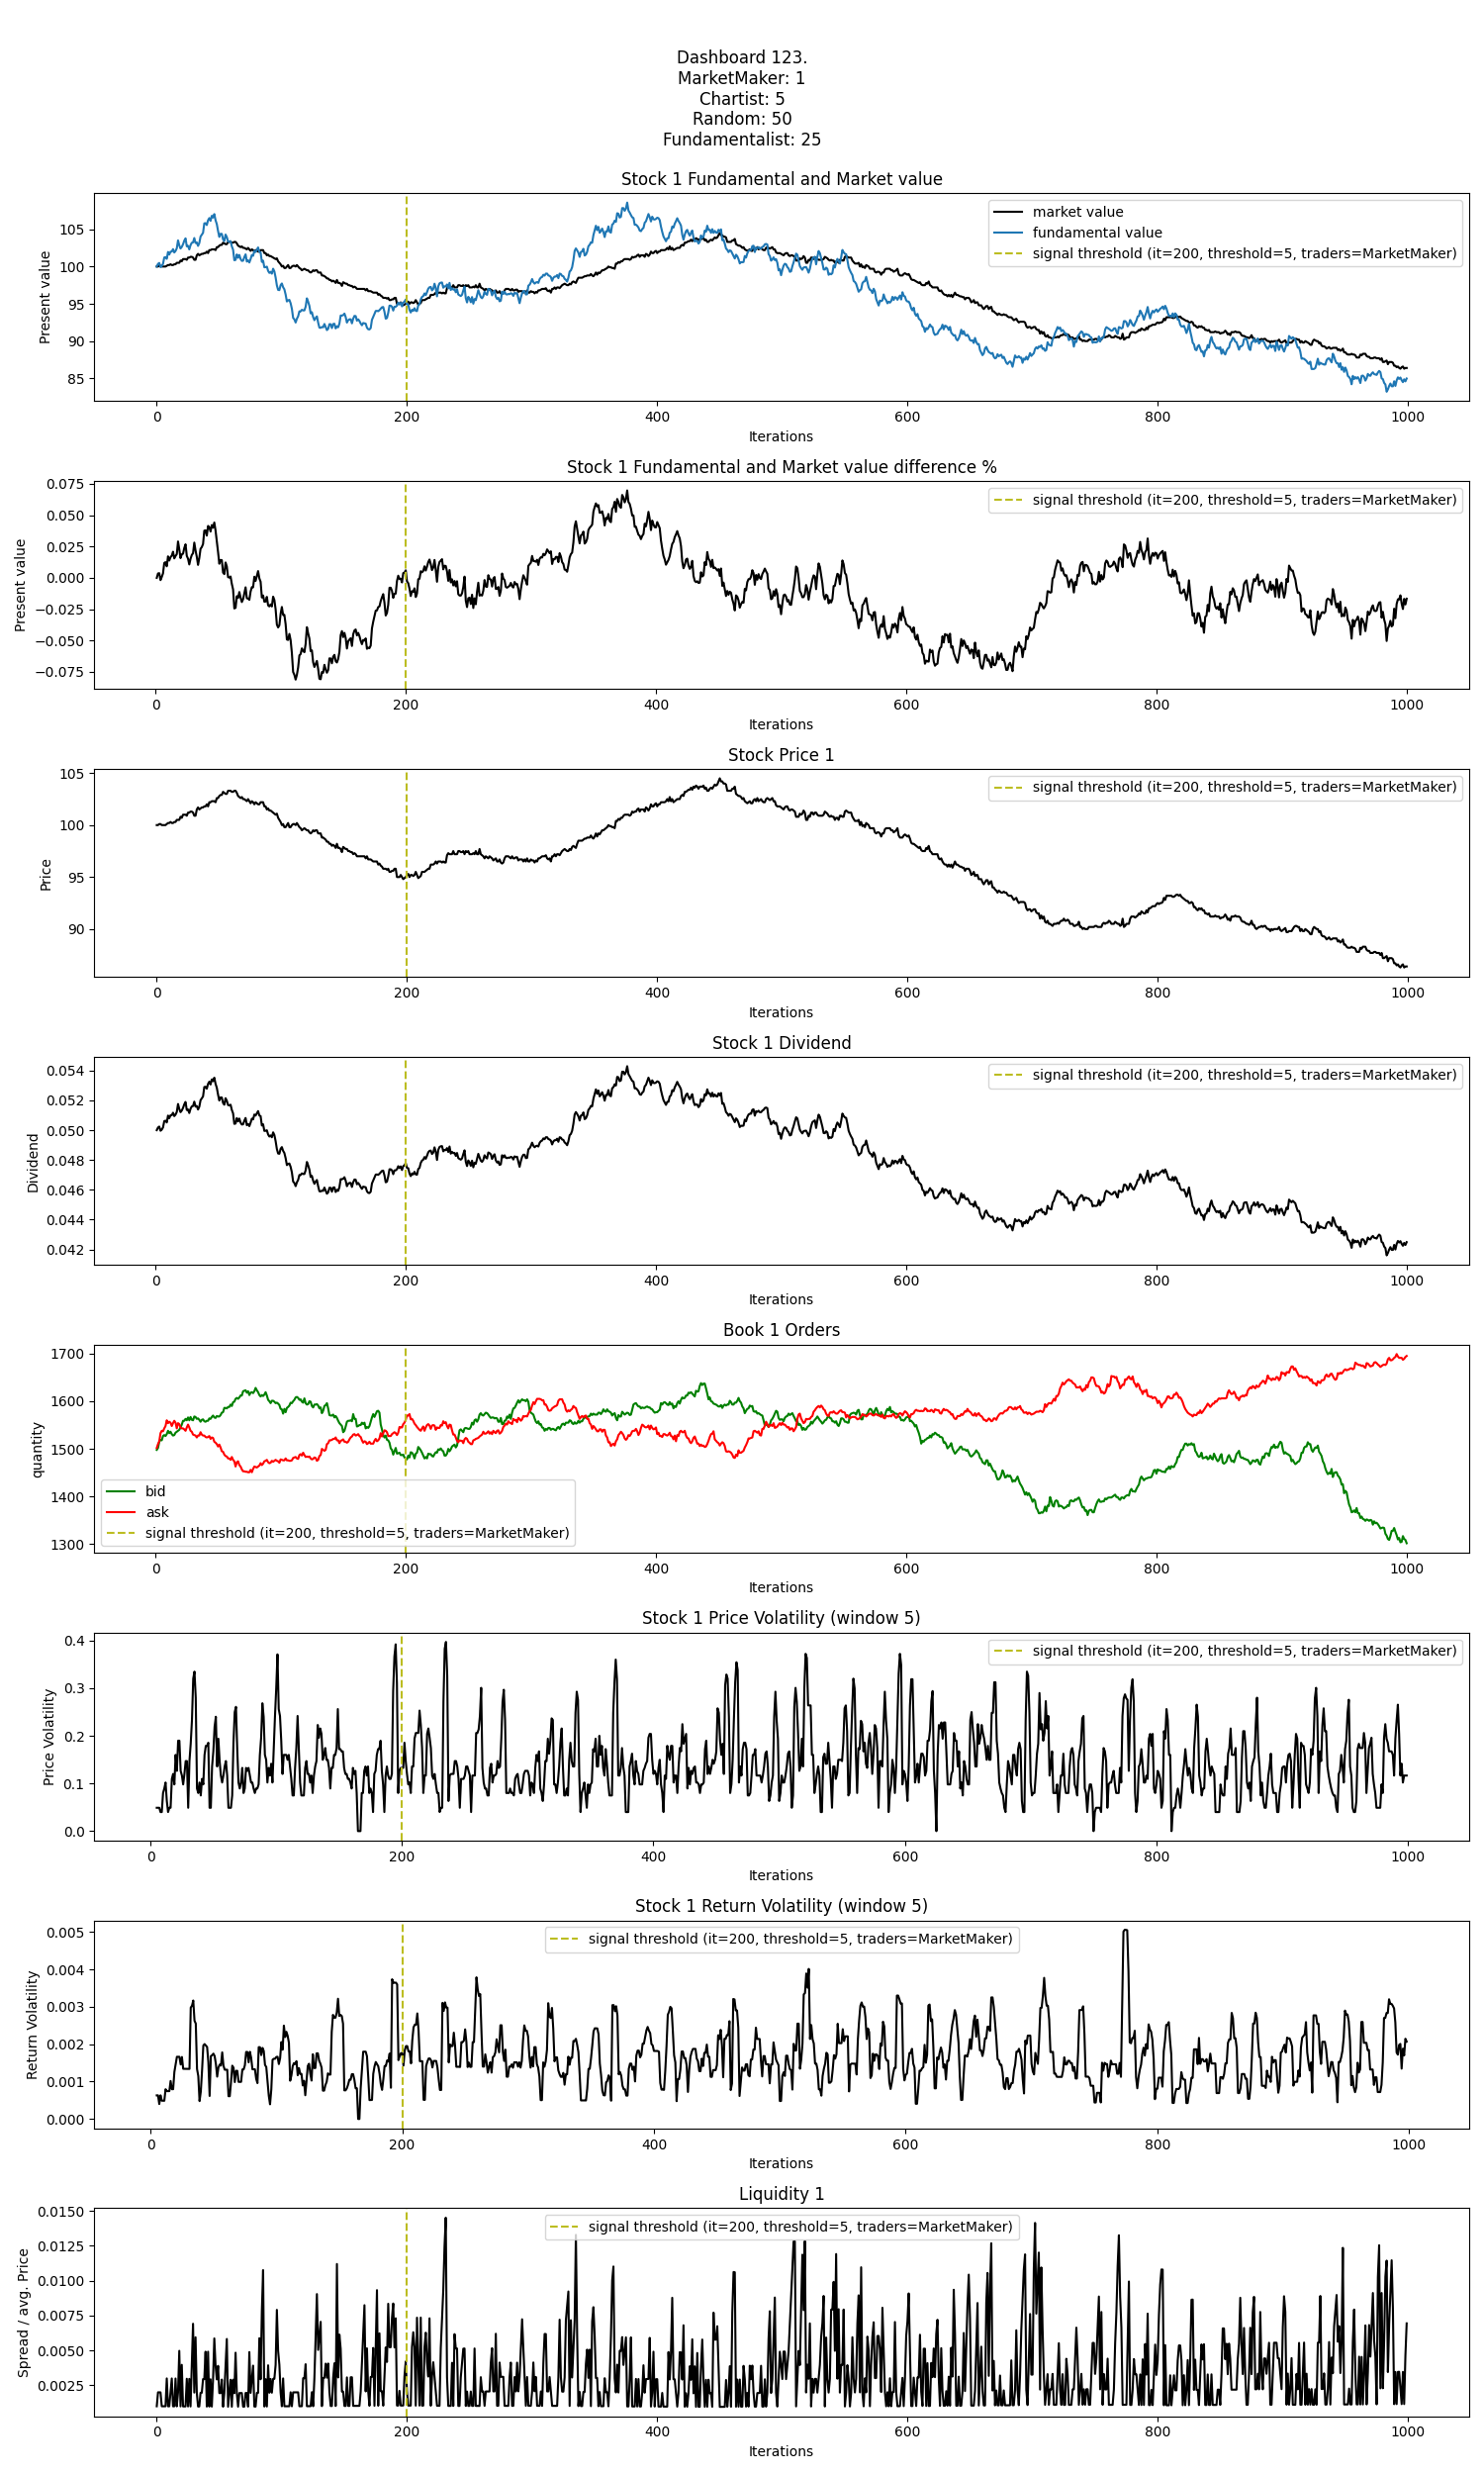 Dashboard 123.
MarketMaker: 1
Chartist: 5
Random: 50
Fundamentalist: 25
Stock 1 Fundamental and Market value
Present value
105
100
95
90
85
market value
fundamental value
signal threshold (it=200, threshold=5, traders=MarketMaker)
0 200 400 600 800 1000
Iterations
Stock 1 Fundamental and Market value difference %
Present value
0.075
0.050
0.025
0.000
−0.025
−0.050
−0.075
signal threshold (it=200, threshold=5, traders=MarketMaker)
0 200 400 600 800 1000
Iterations
Stock Price 1
Price
105
100
95
90
signal threshold (it=200, threshold=5, traders=MarketMaker)
0 200 400 600 800 1000
Iterations
Stock 1 Dividend
Dividend
0.054
0.052
0.050
0.048
0.046
0.044
0.042
signal threshold (it=200, threshold=5, traders=MarketMaker)
0 200 400 600 800 1000
Iterations
Book 1 Orders
quantity
1700
1600
1500
1400
1300
bid
ask
signal threshold (it=200, threshold=5, traders=MarketMaker)
0 200 400 600 800 1000
Iterations
Stock 1 Price Volatility (window 5)
Price Volatility
0.4
0.3
0.2
0.1
0.0
signal threshold (it=200, threshold=5, traders=MarketMaker)
0 200 400 600 800 1000
Iterations
Stock 1 Return Volatility (window 5)
Return Volatility
0.005
0.004
0.003
0.002
0.001
0.000
signal threshold (it=200, threshold=5, traders=MarketMaker)
0 200 400 600 800 1000
Iterations
Liquidity 1
Spread / avg. Price
0.0150
0.0125
0.0100
0.0075
0.0050
0.0025
signal threshold (it=200, threshold=5, traders=MarketMaker)
0 200 400 600 800 1000
Iterations